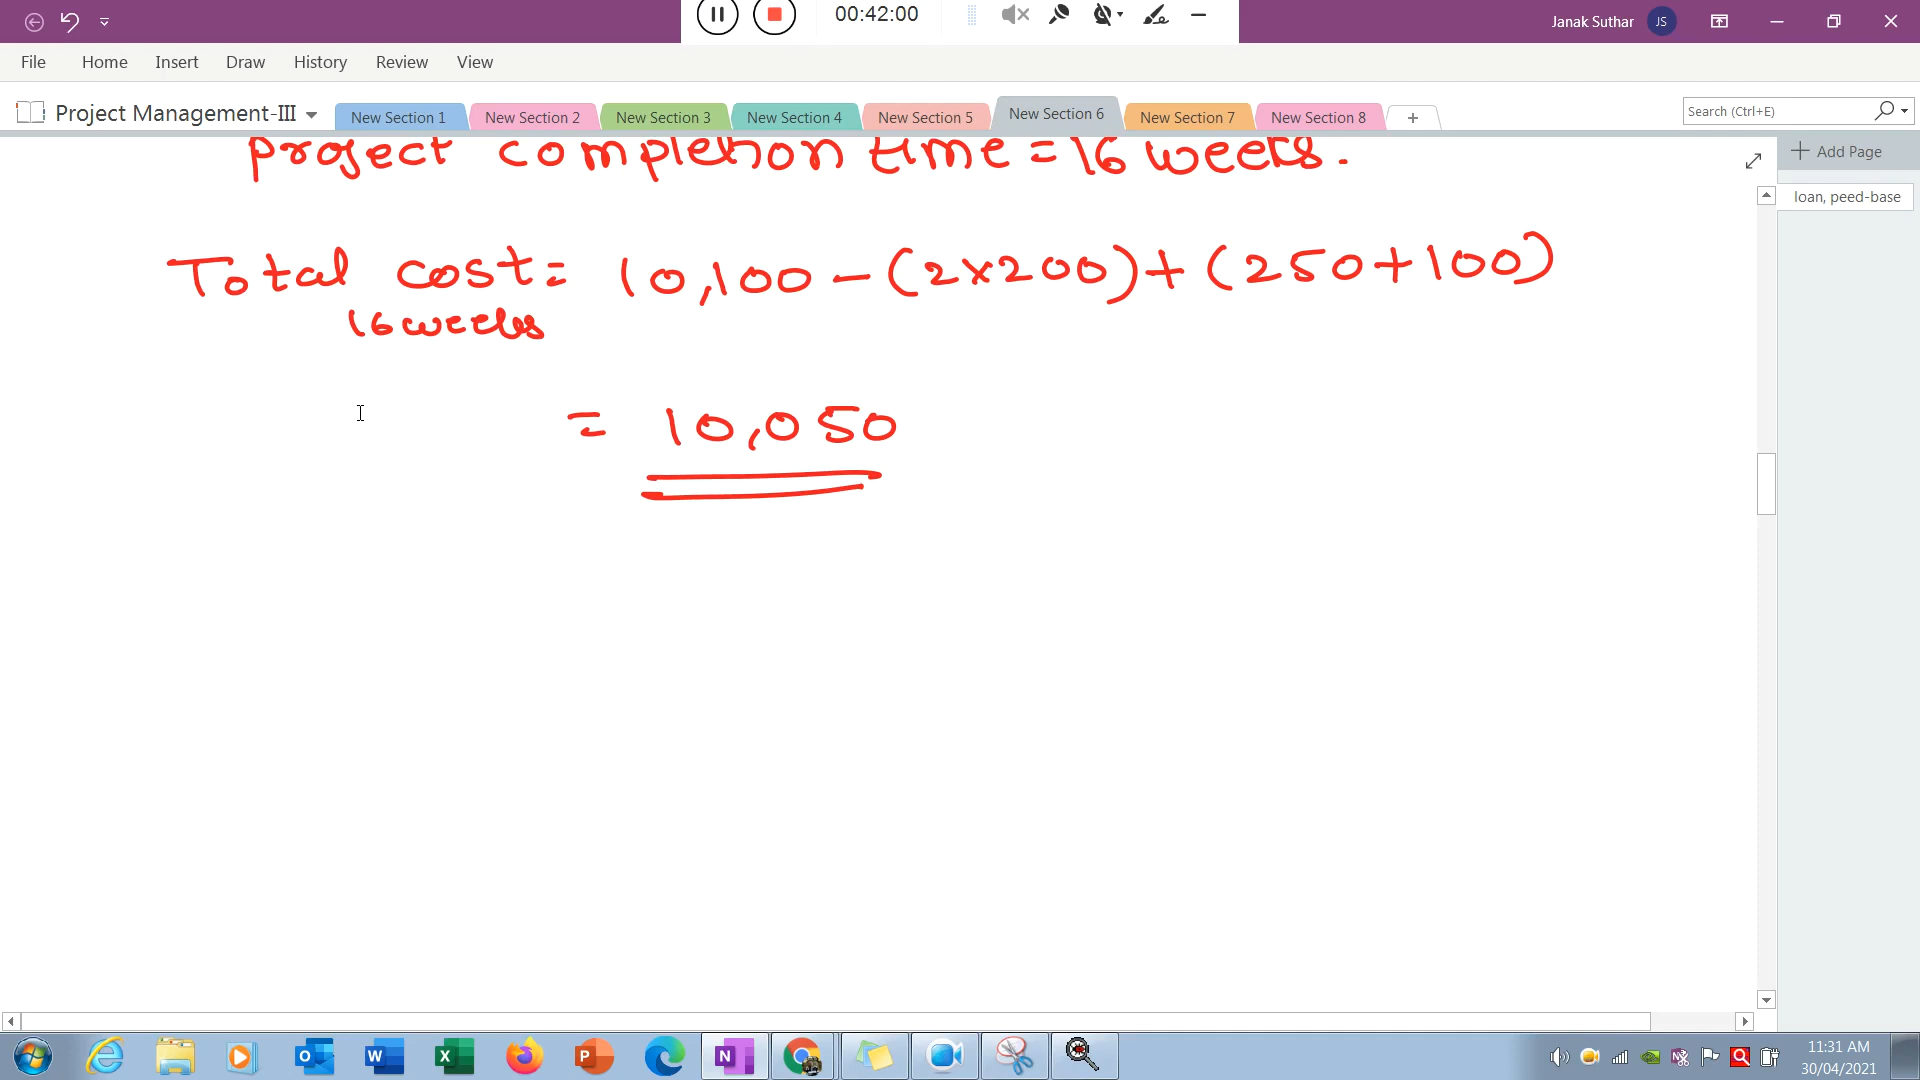 00:42:00
Janak Suthar JS
File Home Insert Draw History Review View
Project Management-III New Section 1 New Section 2 New Section 3 New Section 4 New Section 5 New Section 6 New Section 7 New Section 8 + Search (Ctrl+E)
Add Page
loan, peed-base
project completion time = 16 weeks.
Total cost = 10,100 – (2×200) + (250+100)
16 weeks
= 10,050
11:31 AM
30/04/2021